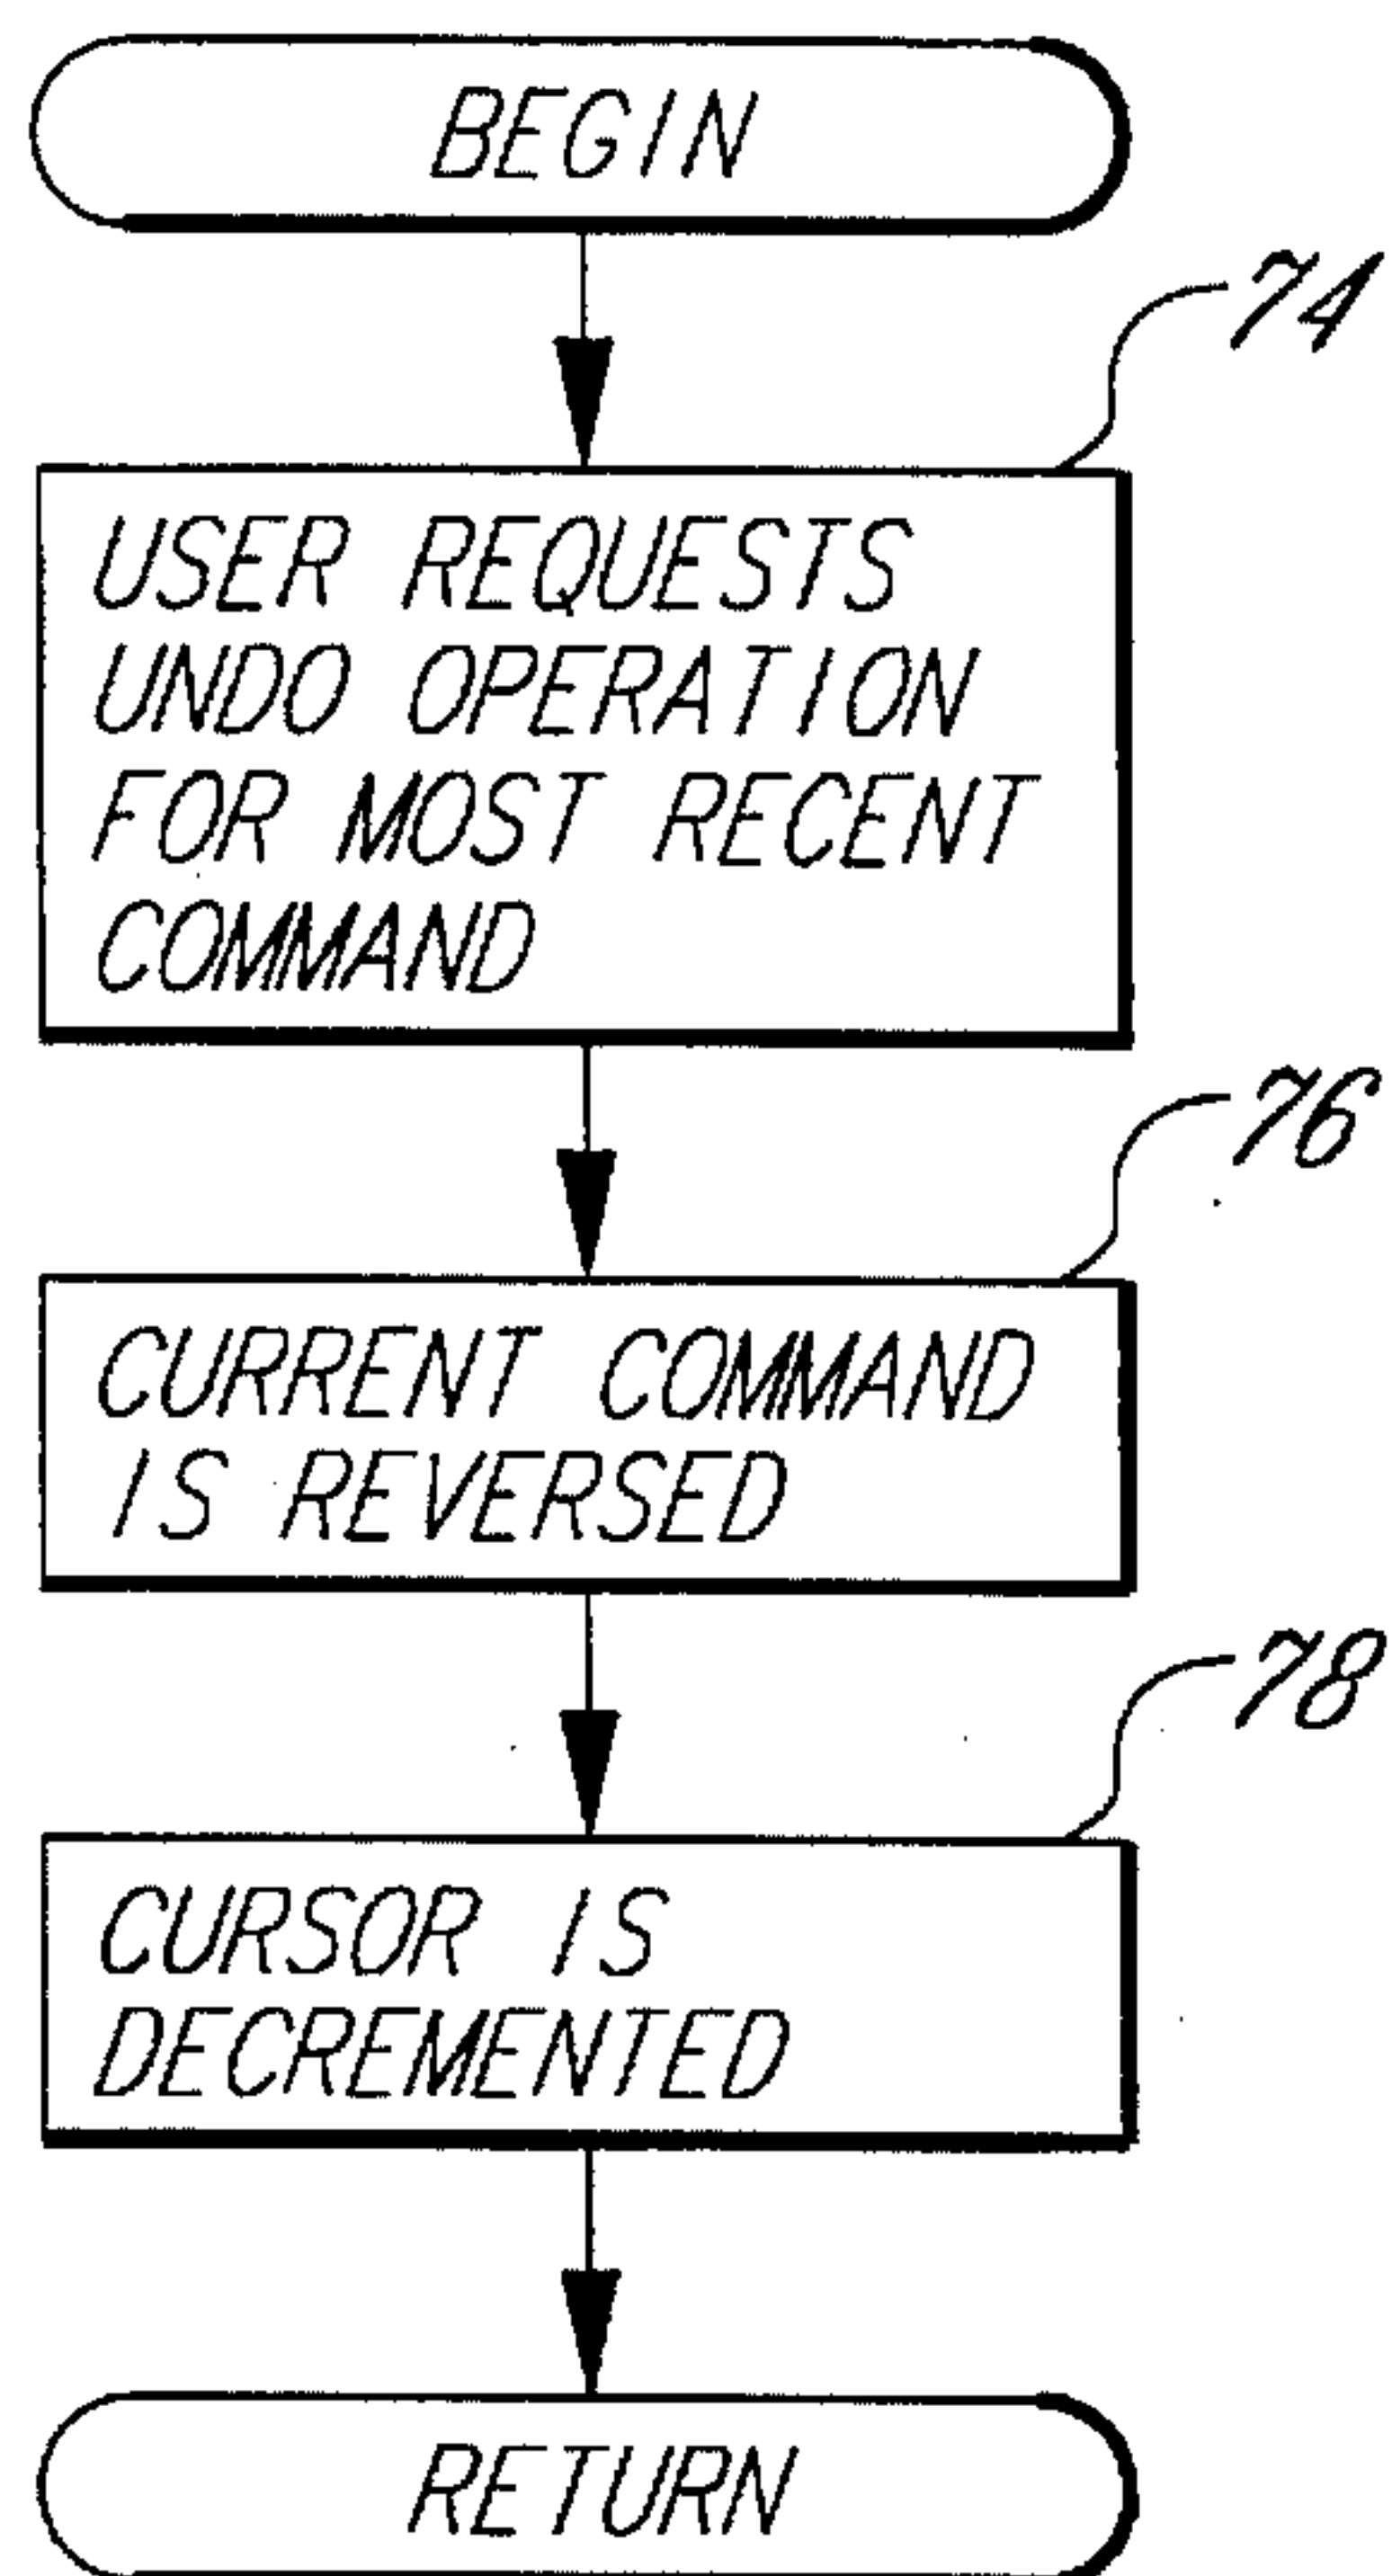 BEGIN
74
USER REQUESTS
UNDO OPERATION
FOR MOST RECENT
COMMAND
76
CURRENT COMMAND
IS REVERSED
78
CURSOR IS
DECREMENTED
RETURN